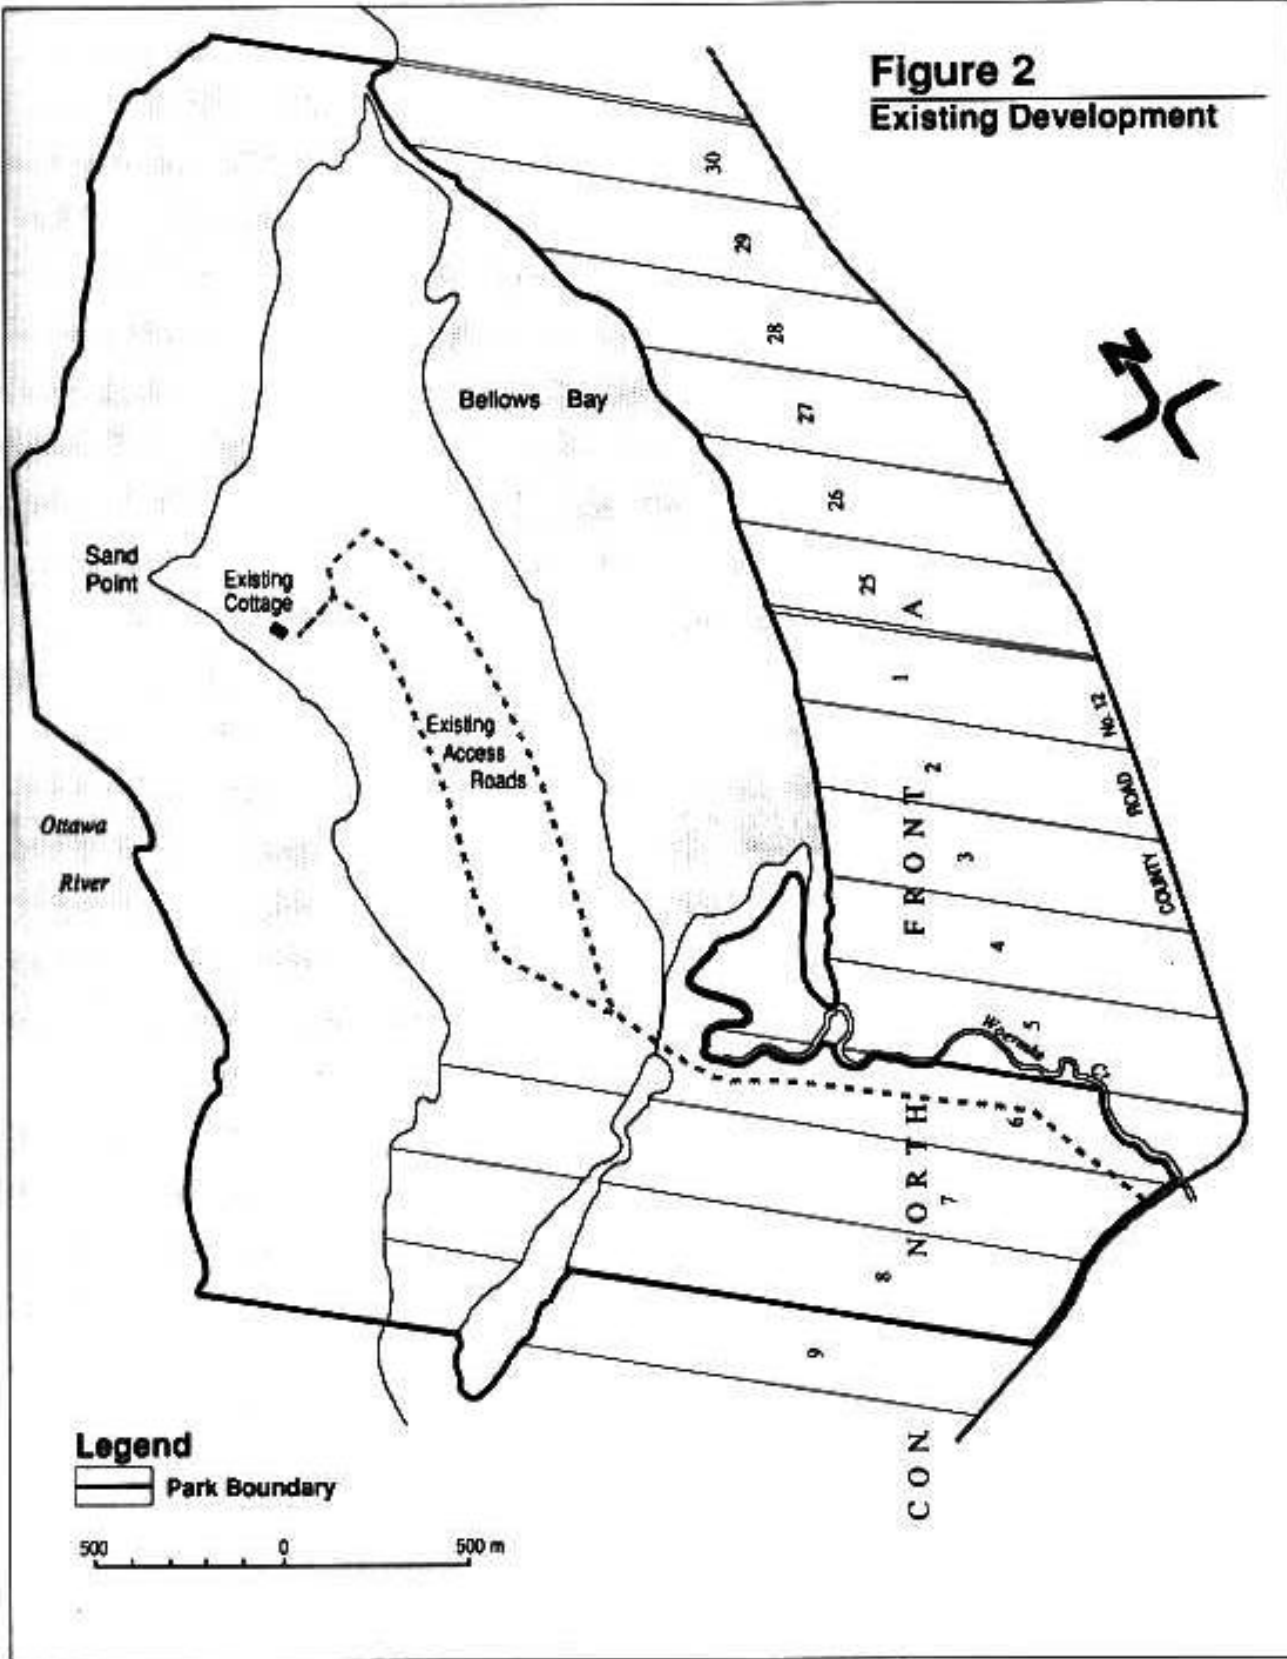 Figure 2
Existing Development
30
29
28
27
26
25
A
1
2
3
4
5
6
7
8
9
N
Bellows Bay
Sand
Point
Existing
Cottage
Existing
Access
Roads
Ottawa
River
COUNTY ROAD No. 12
CON NORTH FRONT
Legend
Park Boundary
500 0 500 m